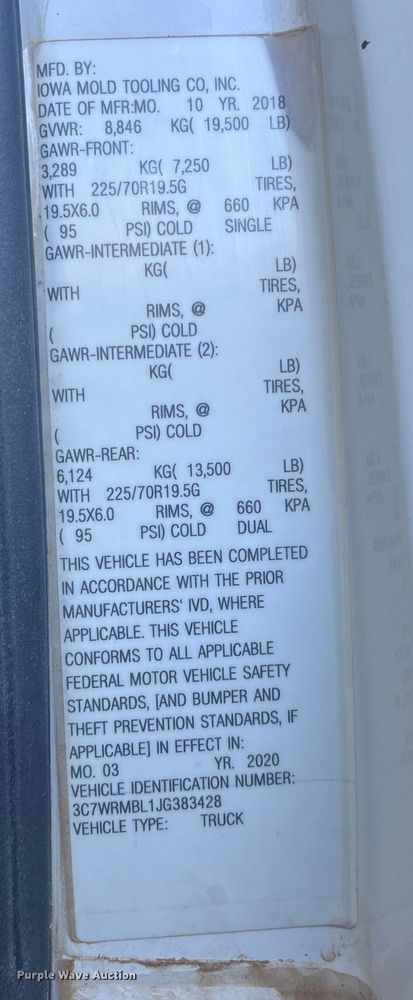 MFD. BY:
IOWA MOLD TOOLING CO, INC.
DATE OF MFR:MO. 10 YR. 2018
GVWR: 8,846 KG( 19,500 LB)
GAWR-FRONT:
3,289 KG( 7,250 LB)
WITH 225/70R19.5G TIRES,
19.5X6.0 RIMS, @ 660 KPA
( 95 PSI) COLD SINGLE
GAWR-INTERMEDIATE (1):
KG( LB)
WITH TIRES,
RIMS, @ KPA
( PSI) COLD
GAWR-INTERMEDIATE (2):
KG( LB)
WITH TIRES,
RIMS, @ KPA
( PSI) COLD
GAWR-REAR:
6,124 KG( 13,500 LB)
WITH 225/70R19.5G TIRES,
19.5X6.0 RIMS, @ 660 KPA
( 95 PSI) COLD DUAL
THIS VEHICLE HAS BEEN COMPLETED
IN ACCORDANCE WITH THE PRIOR
MANUFACTURERS' IVD, WHERE
APPLICABLE. THIS VEHICLE
CONFORMS TO ALL APPLICABLE
FEDERAL MOTOR VEHICLE SAFETY
STANDARDS, [AND BUMPER AND
THEFT PREVENTION STANDARDS, IF
APPLICABLE] IN EFFECT IN:
MO. 03 YR. 2020
VEHICLE IDENTIFICATION NUMBER:
3C7WRMBL1JG383428
VEHICLE TYPE: TRUCK
Purple Wave Auction